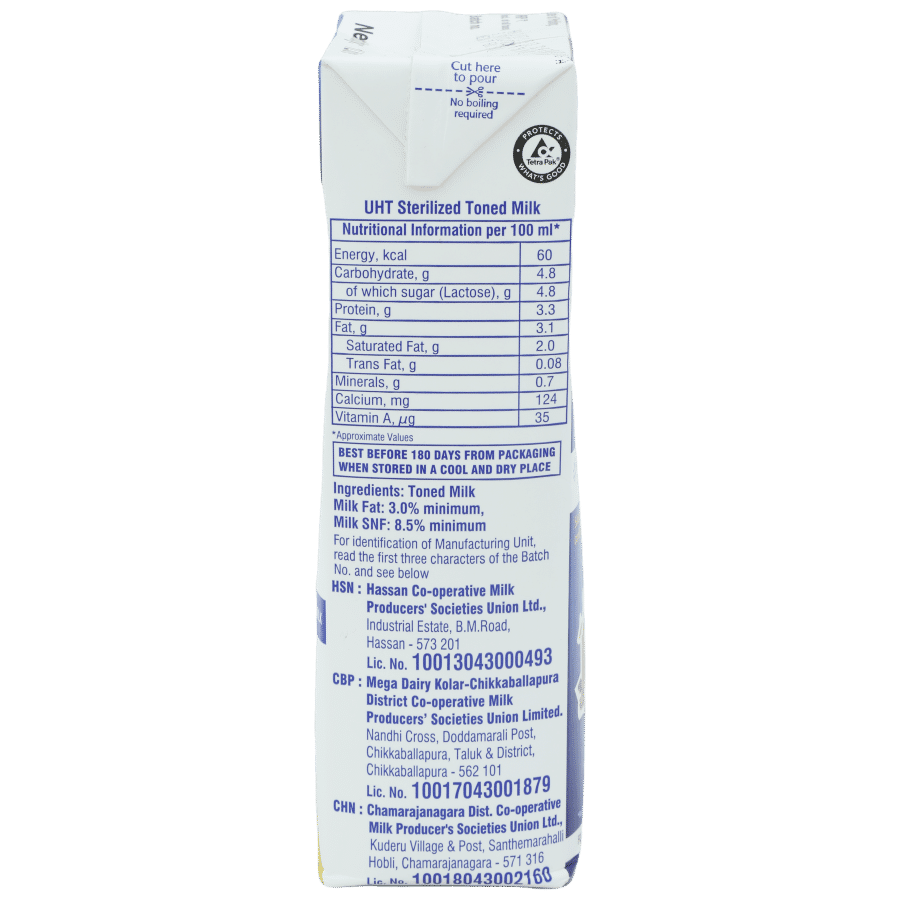 Cut here
to pour
No boiling
required
PROTECTS
Tetra Pak®
WHAT'S GOOD
UHT Sterilized Toned Milk
Nutritional Information per 100 ml*
Energy, kcal 60
Carbohydrate, g 4.8
of which sugar (Lactose), g 4.8
Protein, g 3.3
Fat, g 3.1
Saturated Fat, g 2.0
Trans Fat, g 0.08
Minerals, g 0.7
Calcium, mg 124
Vitamin A, µg 35
*Approximate Values
BEST BEFORE 180 DAYS FROM PACKAGING
WHEN STORED IN A COOL AND DRY PLACE
Ingredients: Toned Milk
Milk Fat: 3.0% minimum,
Milk SNF: 8.5% minimum
For identification of Manufacturing Unit,
read the first three characters of the Batch
No. and see below
HSN : Hassan Co-operative Milk
Producers' Societies Union Ltd.,
Industrial Estate, B.M.Road,
Hassan - 573 201
Lic. No. 10013043000493
CBP : Mega Dairy Kolar-Chikkaballapura
District Co-operative Milk
Producers' Societies Union Limited.
Nandhi Cross, Doddamarali Post,
Chikkaballapura, Taluk & District,
Chikkaballapura - 562 101
Lic. No. 10017043001879
CHN : Chamarajanagara Dist. Co-operative
Milk Producer's Societies Union Ltd.,
Kuderu Village & Post, Santhemarahalli
Hobli, Chamarajanagara - 571 316
Lic. No. 10018043002160